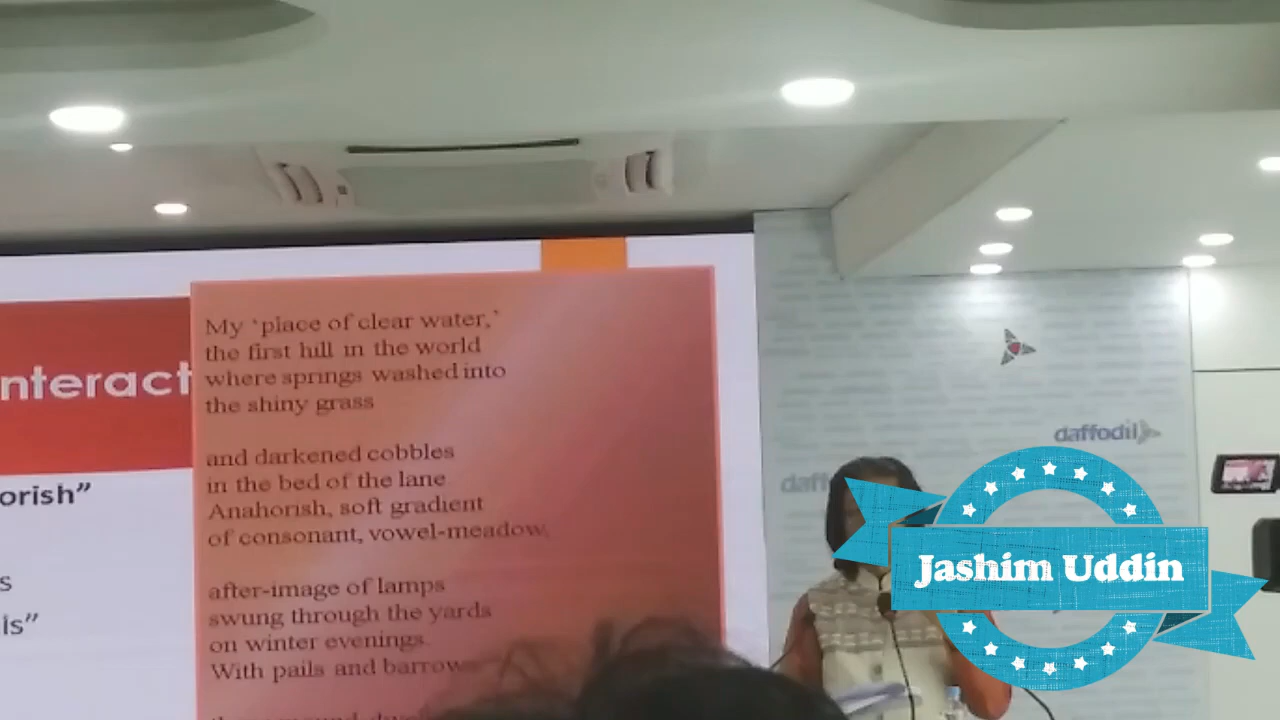 My ‘place of clear water,’
the first hill in the world
where springs washed into
the shiny grass
and darkened cobbles
in the bed of the lane
Anahorish, soft gradient
of consonant, vowel-meadow,
after-image of lamps
swung through the yards
on winter evenings.
With pails and barrow
nteract
orish”
s
ls”
daffodil
daff
Jashim Uddin